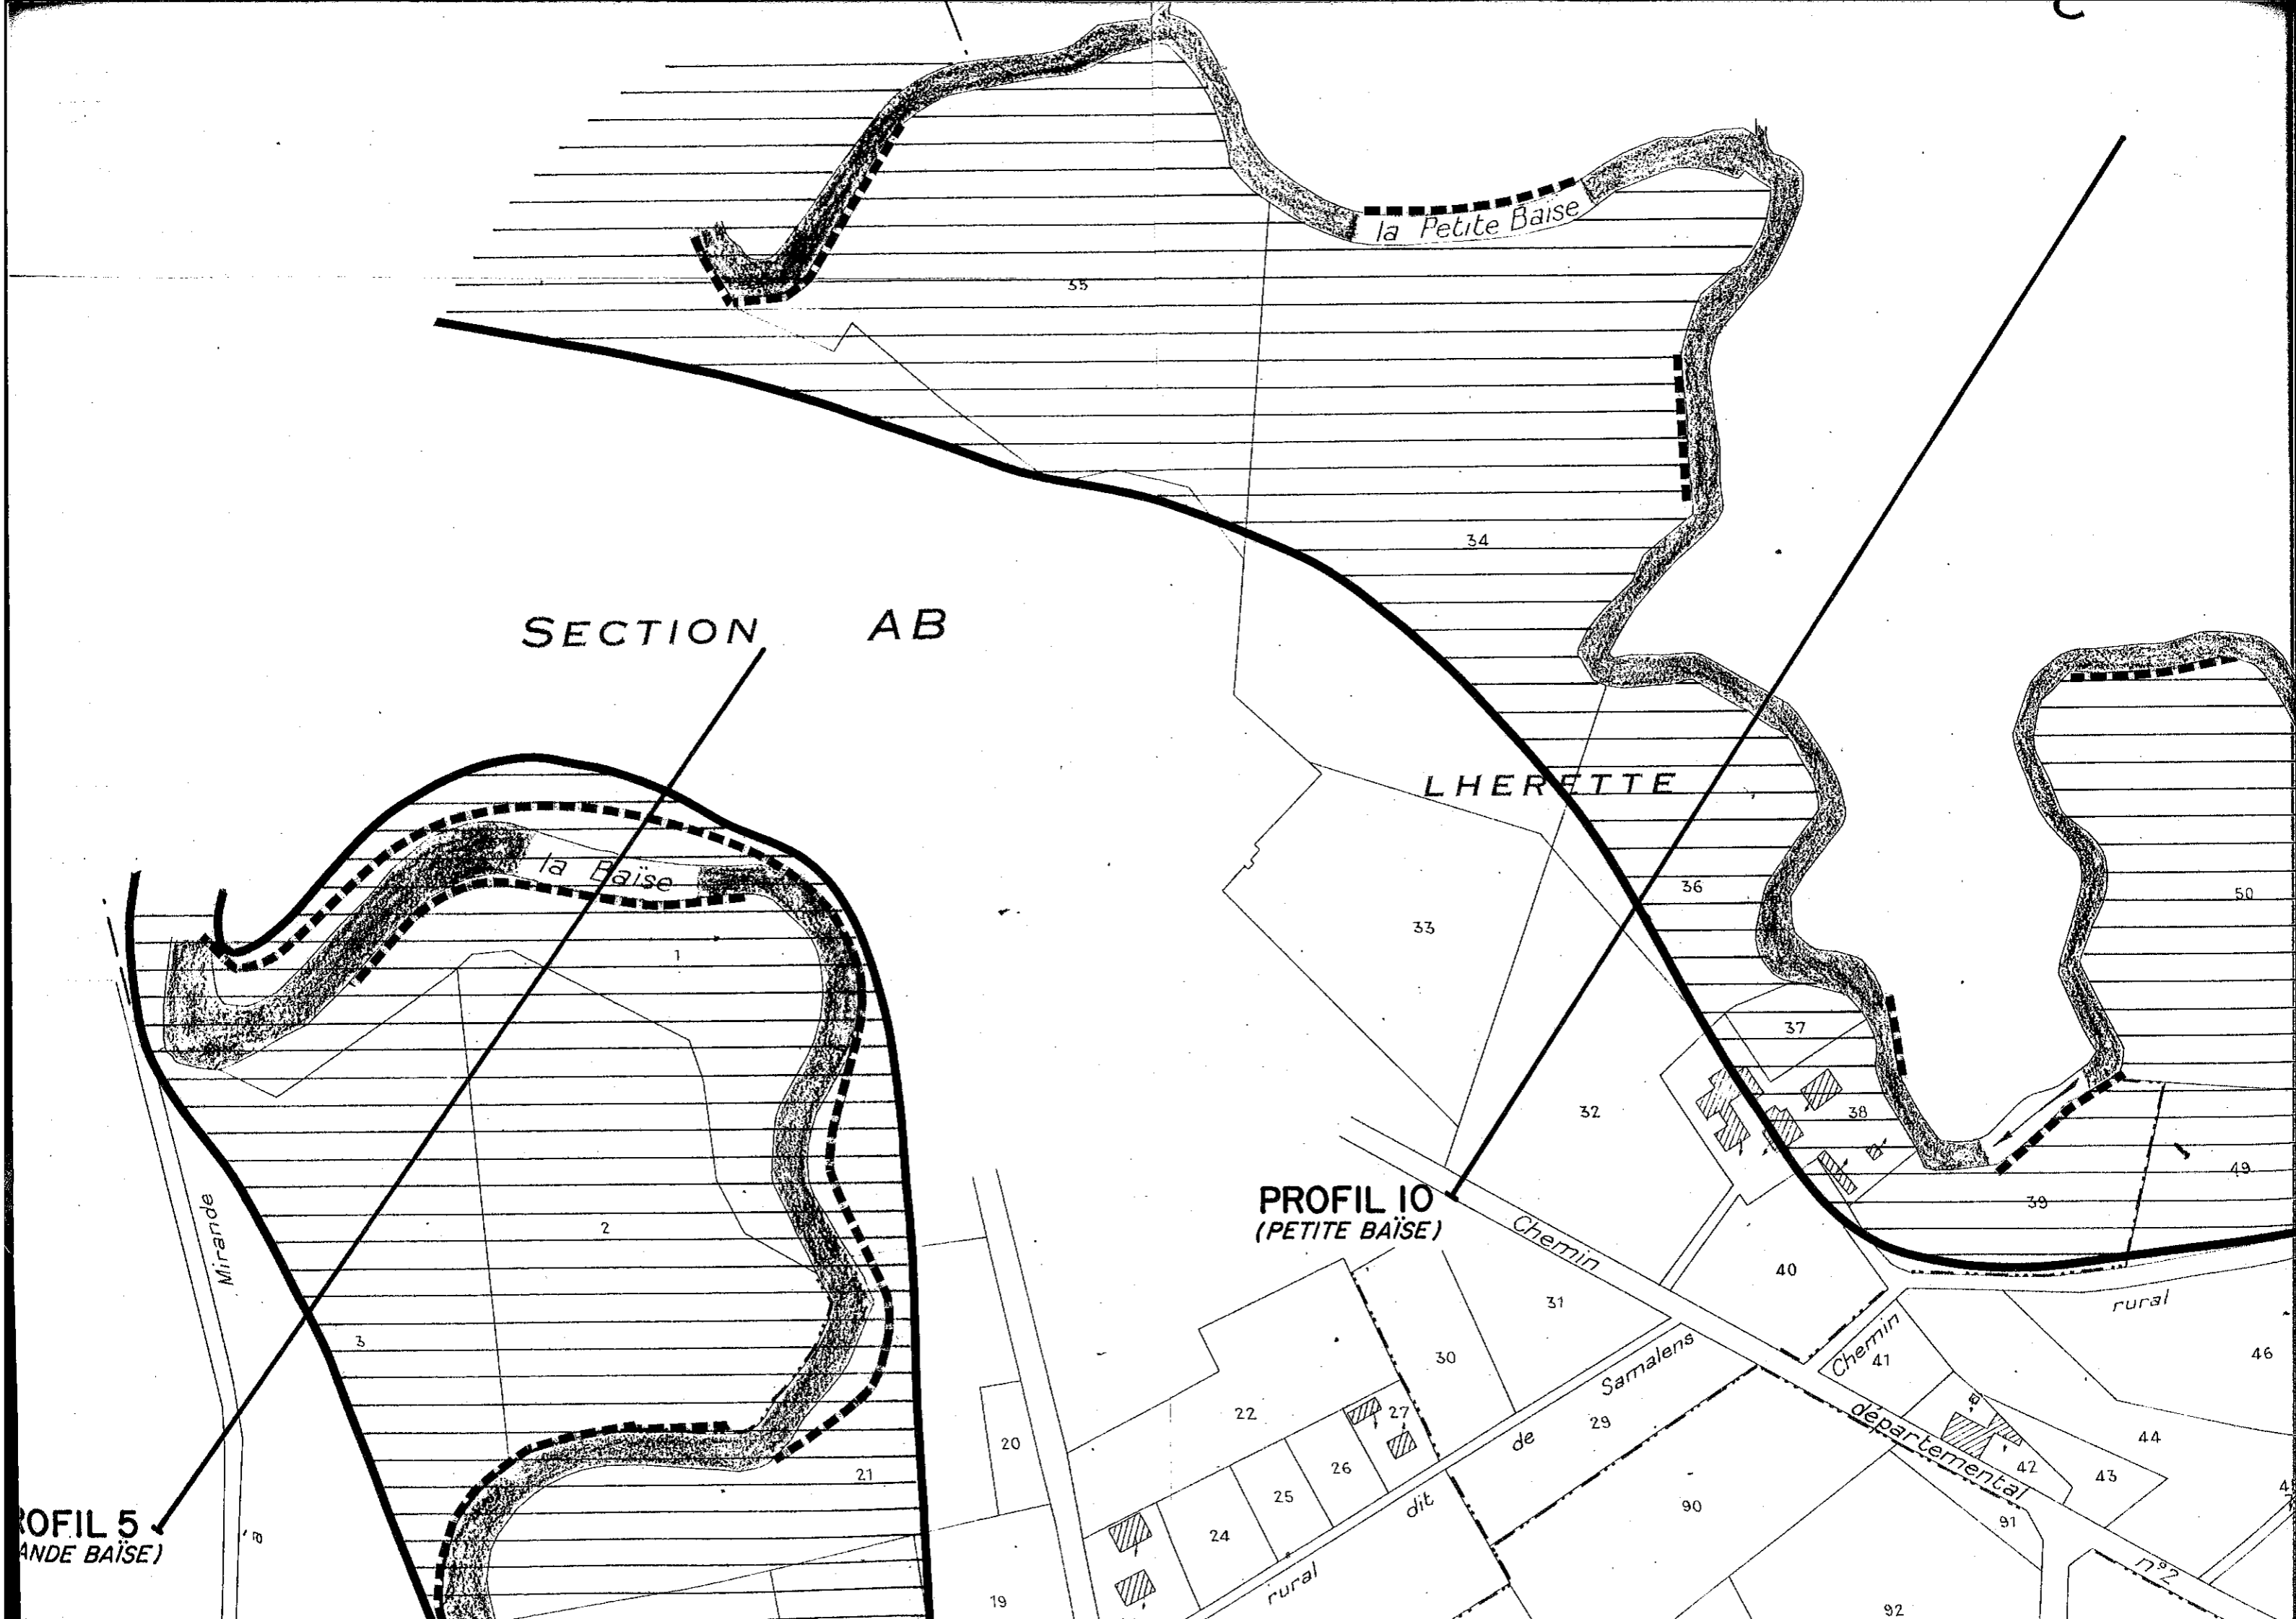 la Petite Baïse
55
34
SECTION AB
LHERETTE
la Baïse
36
50
33
1
37
32
38
49
39
PROFIL 10
(PETITE BAÏSE)
Mirande
2
Chemin
40
31
rural
3
30
Samalens
Chemin
41
46
22
27
29
départemental
20
de
44
26
42
43
21
25
dit
90
24
91
ROFIL 5
ANDE BAÏSE)
n°2
rural
19
92